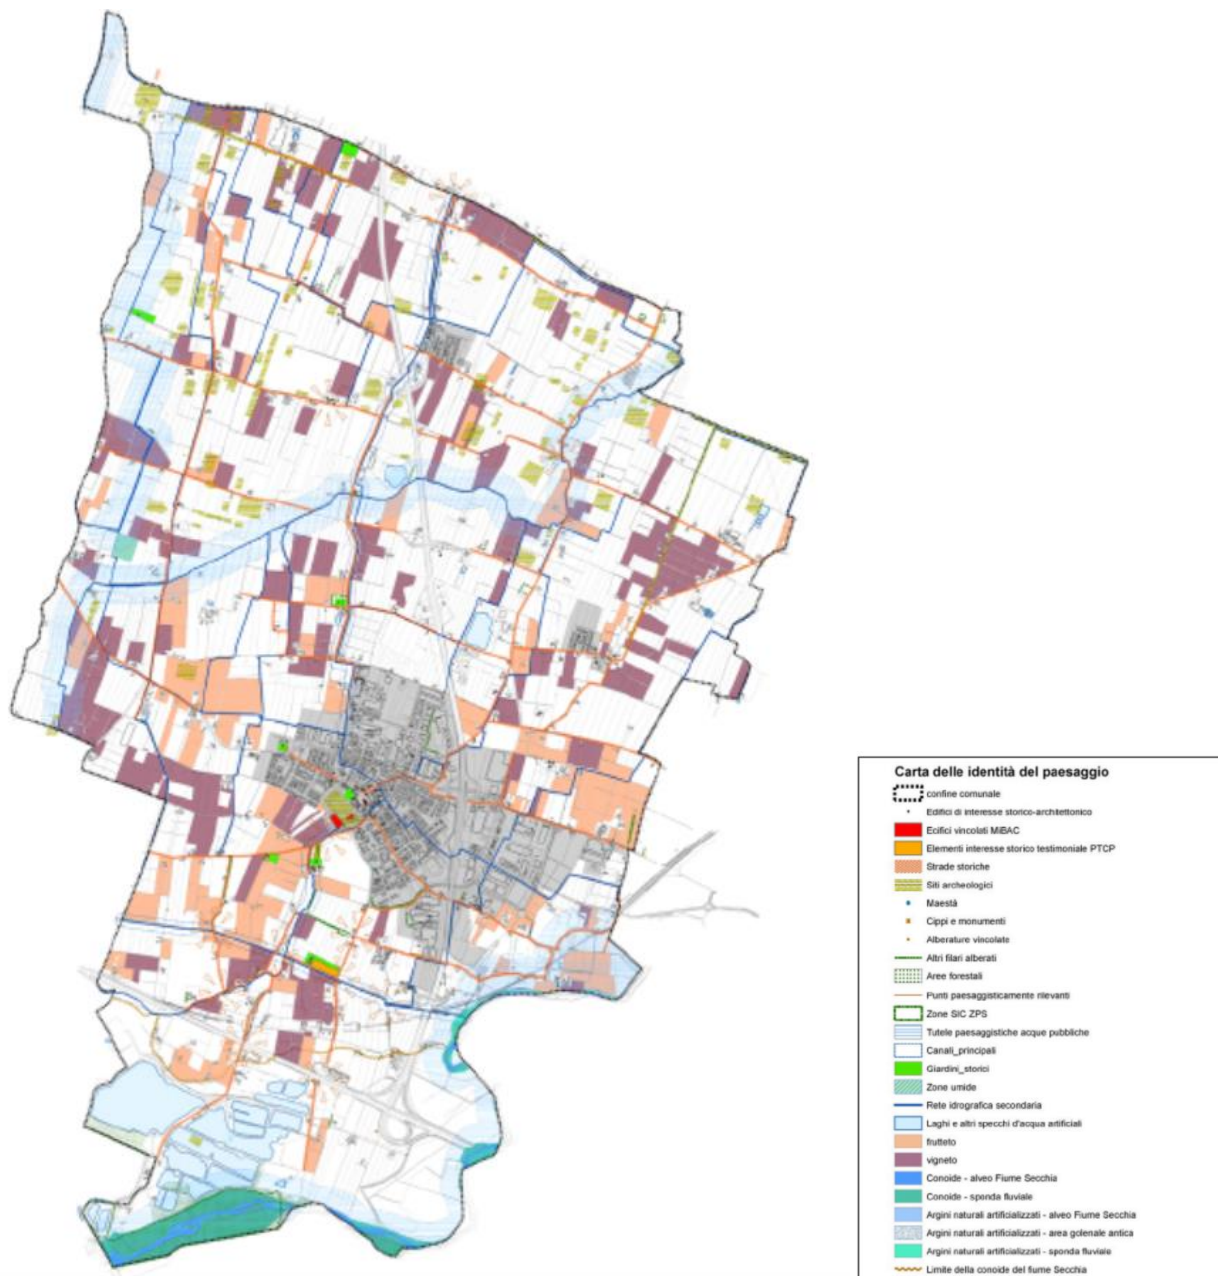 Carta delle identità del paesaggio
confine comunale
Edifici di interesse storico-architettonico
Ecifici vincolati MiBAC
Elementi interesse storico testimoniale PTCP
Strade storiche
Siti archeologici
Maestà
Cippi e monumenti
Alberature vincolate
Altri filari alberati
Aree forestali
Punti paesaggisticamente rilevanti
Zone SIC ZPS
Tutele paesaggistiche acque pubbliche
Canali_principali
Giardini_storici
Zone umide
Rete idrografica secondaria
Laghi e altri specchi d'acqua artificiali
frutteto
vigneto
Conoide - alveo Fiume Secchia
Conoide - sponda fluviale
Argini naturali artificializzati - alveo Fiume Secchia
Argini naturali artificializzati - area golenale antica
Argini naturali artificializzati - sponda fluviale
Limite della conoide del fiume Secchia